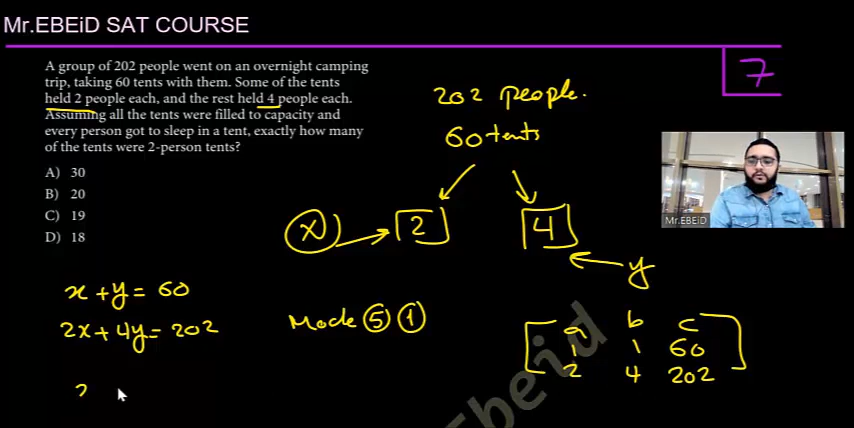 Mr.EBEiD SAT COURSE
7
A group of 202 people went on an overnight camping
trip, taking 60 tents with them. Some of the tents
held 2 people each, and the rest held 4 people each.
Assuming all the tents were filled to capacity and
every person got to sleep in a tent, exactly how many
of the tents were 2-person tents?
A) 30
B) 20
C) 19
D) 18
202 people.
60 tents
Mr.EBEiD
x 2 4
y
x + y = 60
2x + 4y = 202
Mode 5 1
a b c
1 1 60
2 4 202
Ebeid